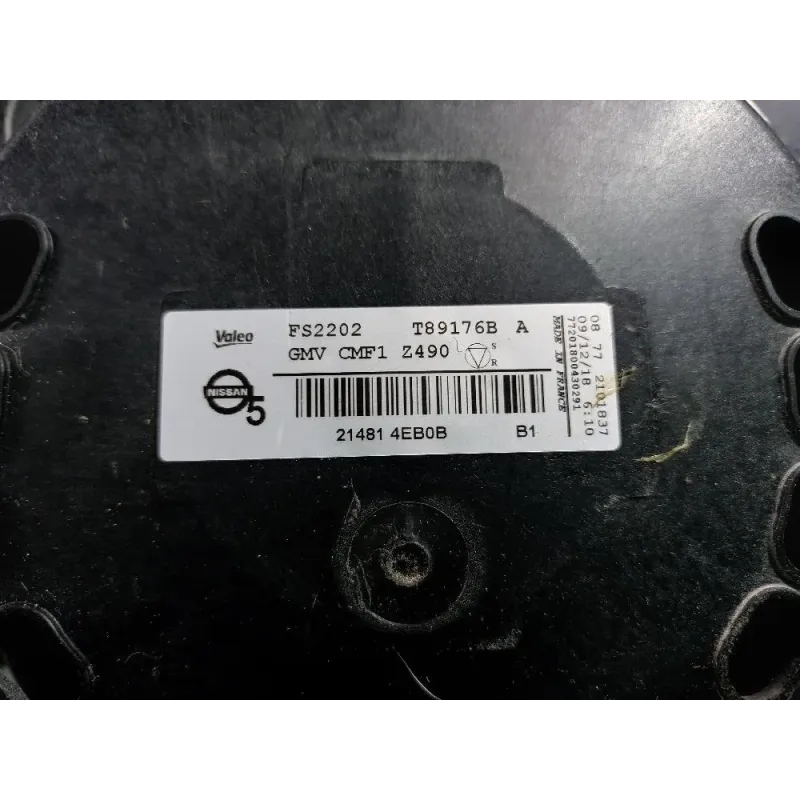 Valeo FS2202 T89176B A
GMV CMF1 Z490 S R
NISSAN 5
21481 4EB0B B1
MADE IN FRANCE
77201800430291
09/12/18 6:10
08 77 2101837